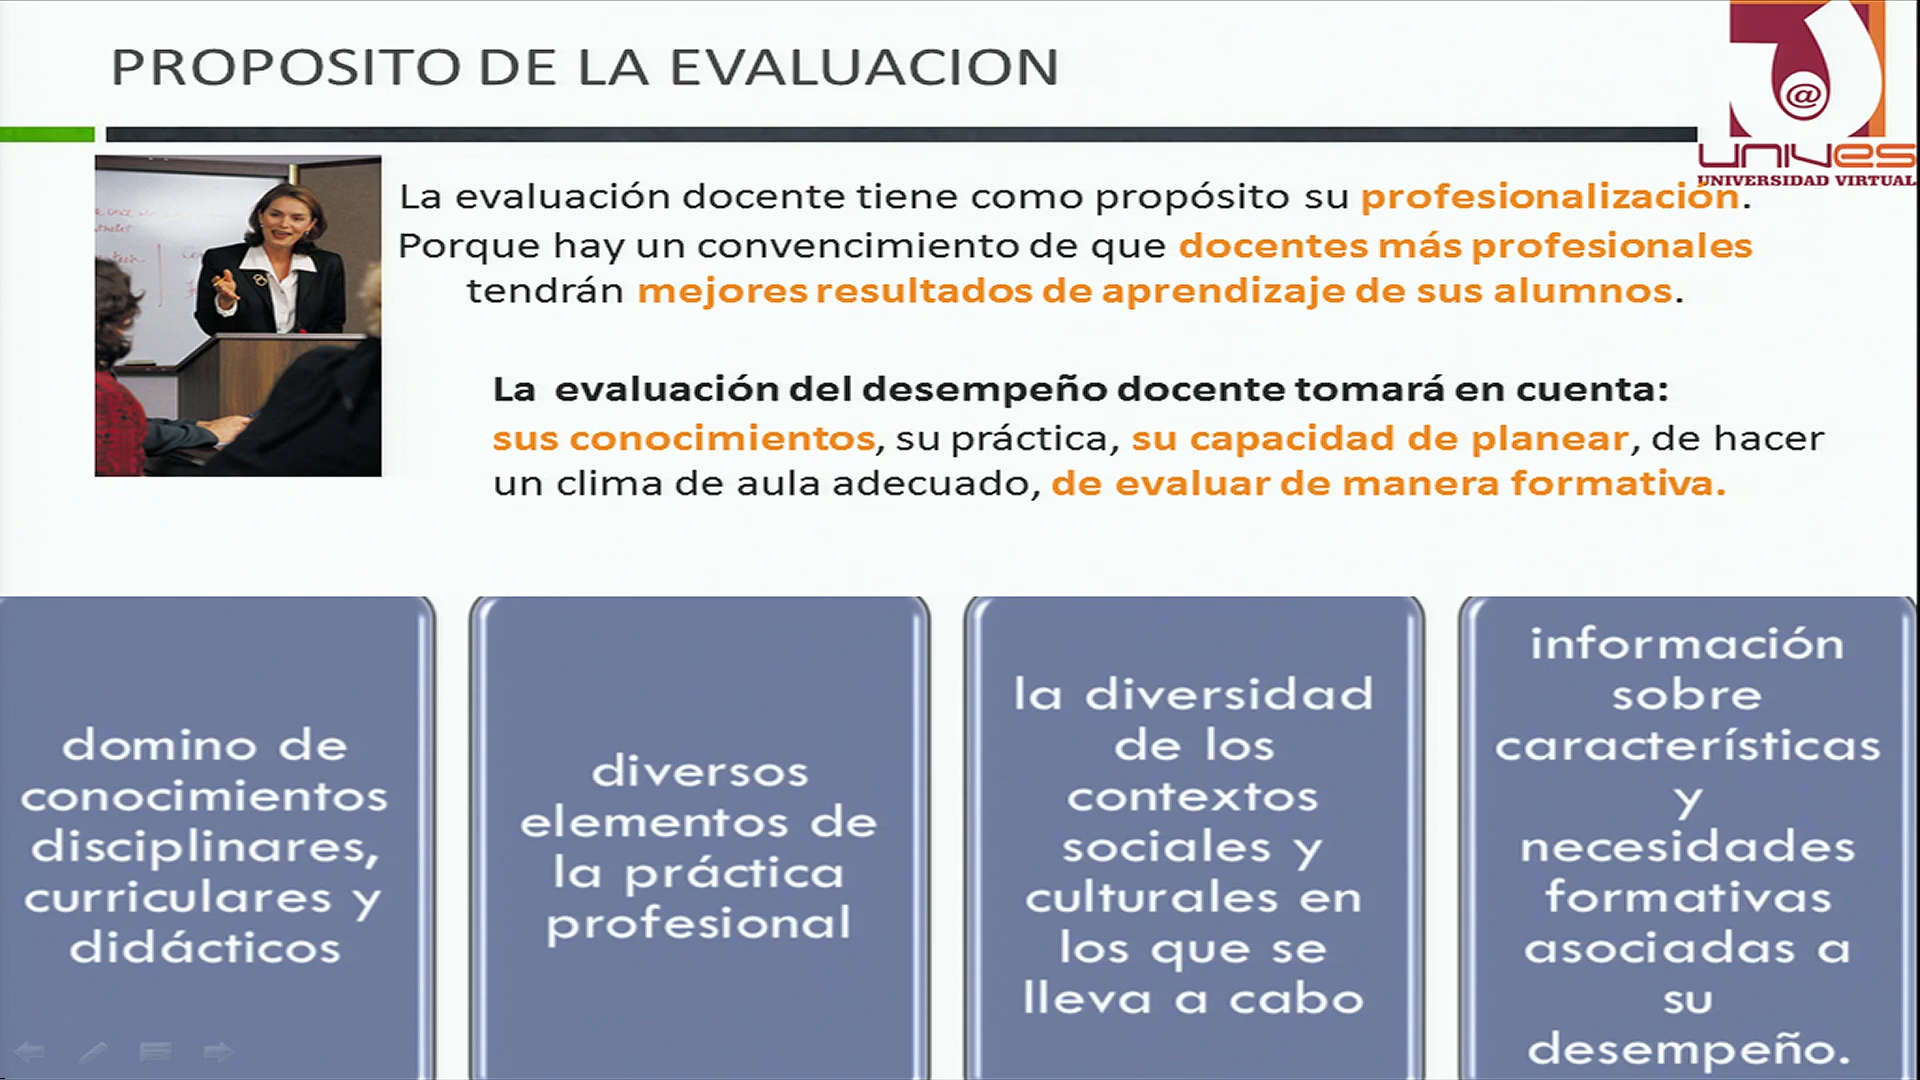 PROPOSITO DE LA EVALUACION
@
UNIVES
UNIVERSIDAD VIRTUAL
La evaluación docente tiene como propósito su profesionalización.
Porque hay un convencimiento de que docentes más profesionales
tendrán mejores resultados de aprendizaje de sus alumnos.
La evaluación del desempeño docente tomará en cuenta:
sus conocimientos, su práctica, su capacidad de planear, de hacer
un clima de aula adecuado, de evaluar de manera formativa.
domino de
conocimientos
disciplinares,
curriculares y
didácticos
diversos
elementos de
la práctica
profesional
la diversidad
de los
contextos
sociales y
culturales en
los que se
lleva a cabo
información
sobre
características
y
necesidades
formativas
asociadas a
su
desempeño.